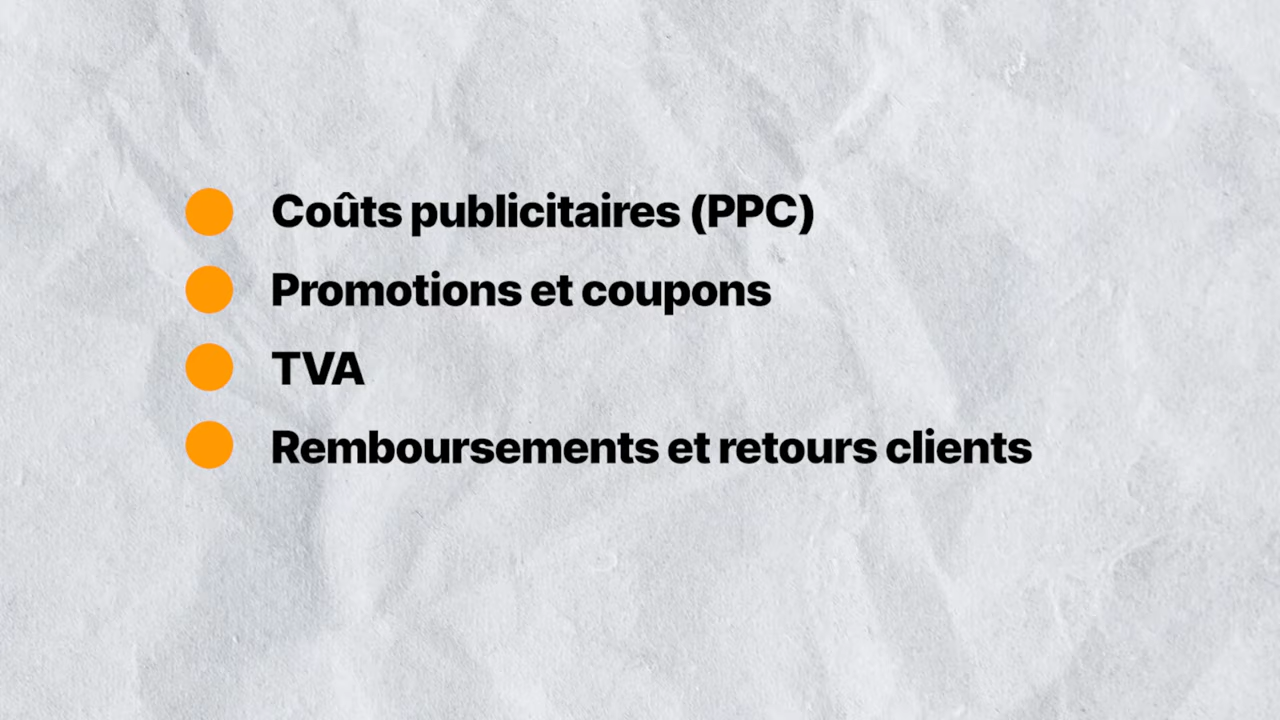 Coûts publicitaires (PPC)
Promotions et coupons
TVA
Remboursements et retours clients